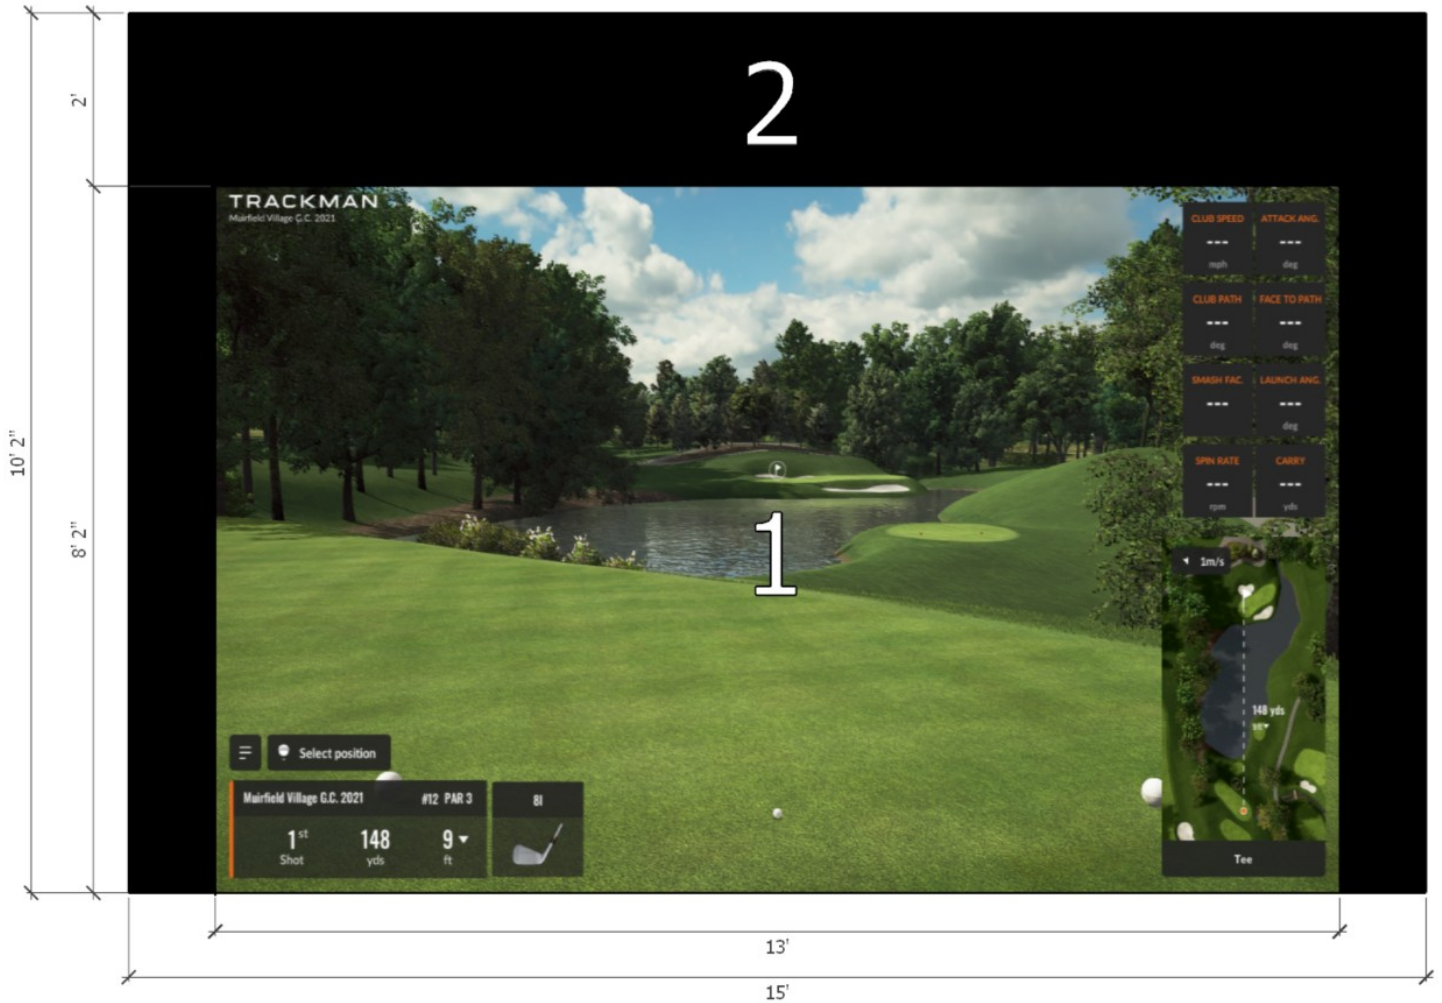 2'
2
TRACKMAN
Muirfield Village G.C. 2021
CLUB SPEED
---
mph
ATTACK ANG.
---
deg
CLUB PATH
---
deg
FACE TO PATH
---
deg
SMASH FAC.
---
LAUNCH ANG.
---
deg
SPIN RATE
---
rpm
CARRY
---
yds
10' 2"
8' 2"
1
1m/s
148 yds
Select position
Muirfield Village G.C. 2021 #12 PAR 3
1st 148 9
Shot yds ft
8I
Tee
13'
15'